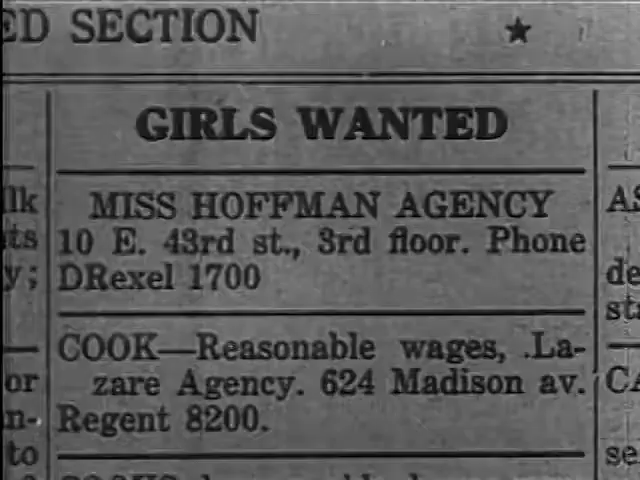 SECTION
GIRLS WANTED
MISS HOFFMAN AGENCY
10 E. 43rd st., 3rd floor. Phone
DRexel 1700
COOK—Reasonable wages, .La-
zare Agency. 624 Madison av.
Regent 8200.